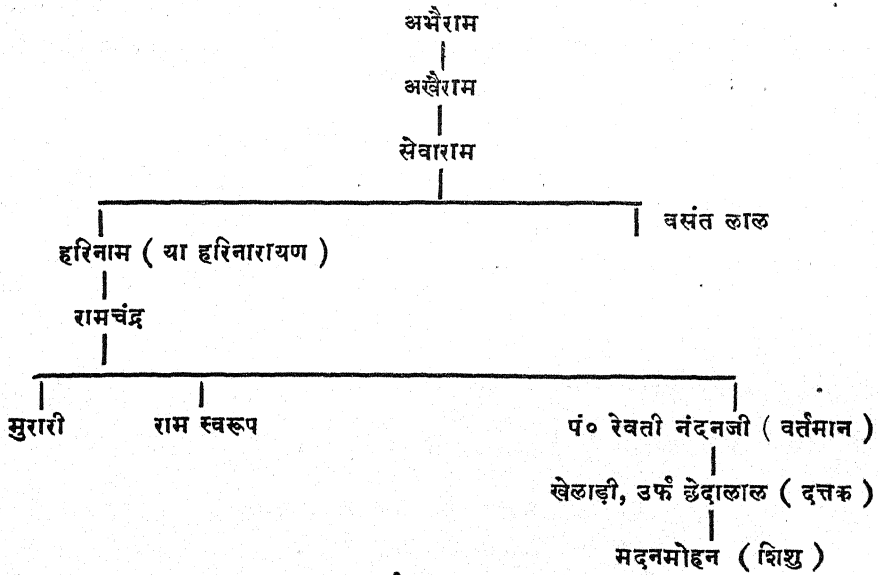 अभैराम
अखैराम
सेवाराम
वसंत लाल
हरिनाम ( या हरिनारायण )
रामचंद्र
मुरारी राम स्वरूप पं० रेवती नंदनजी ( वर्तमान )
खेलाड़ी, उर्फ छेदालाल ( दत्तक )
मदनमोहन ( शिशु )